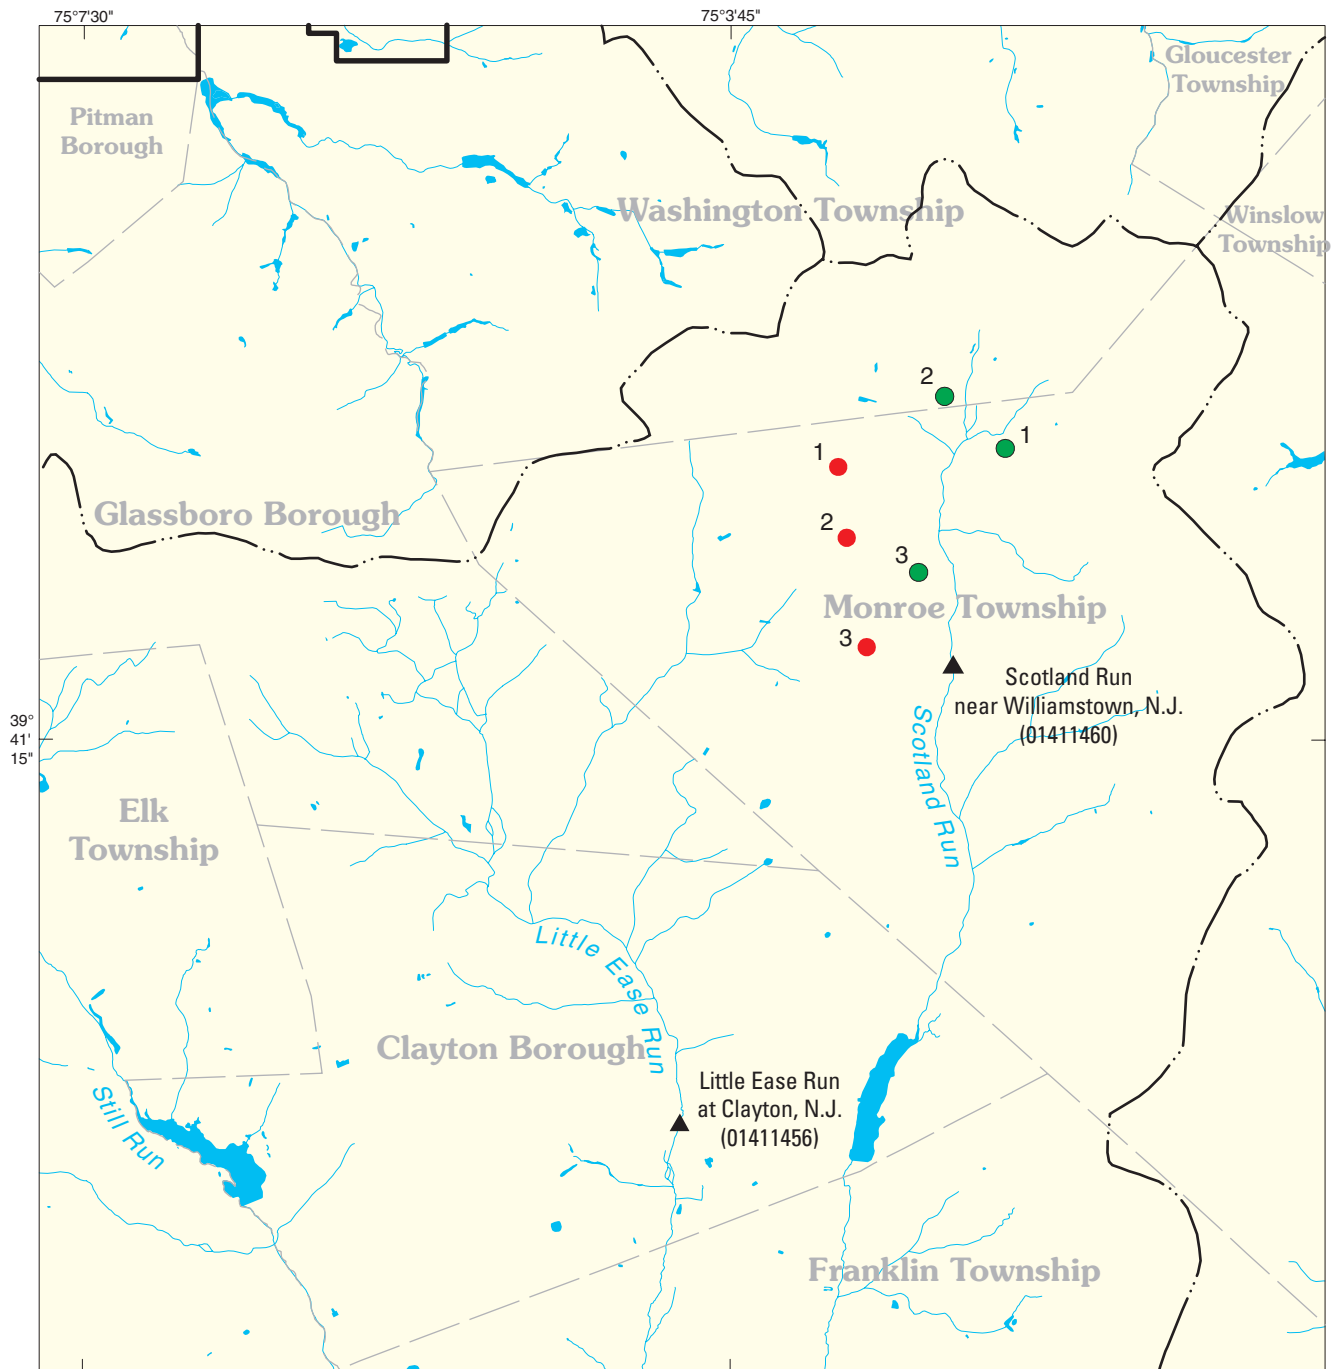 75°7'30"
75°3'45"
Gloucester
Township
Pitman
Borough
Washington Township
Winslow
Township
2
1
1
Glassboro Borough
2
3
Monroe Township
3
Scotland Run
near Williamstown, N.J.
(01411460)
39°
41'
15"
Scotland Run
Elk
Township
Little Ease Run
Clayton Borough
Little Ease Run
at Clayton, N.J.
(01411456)
Still Run
Franklin Township